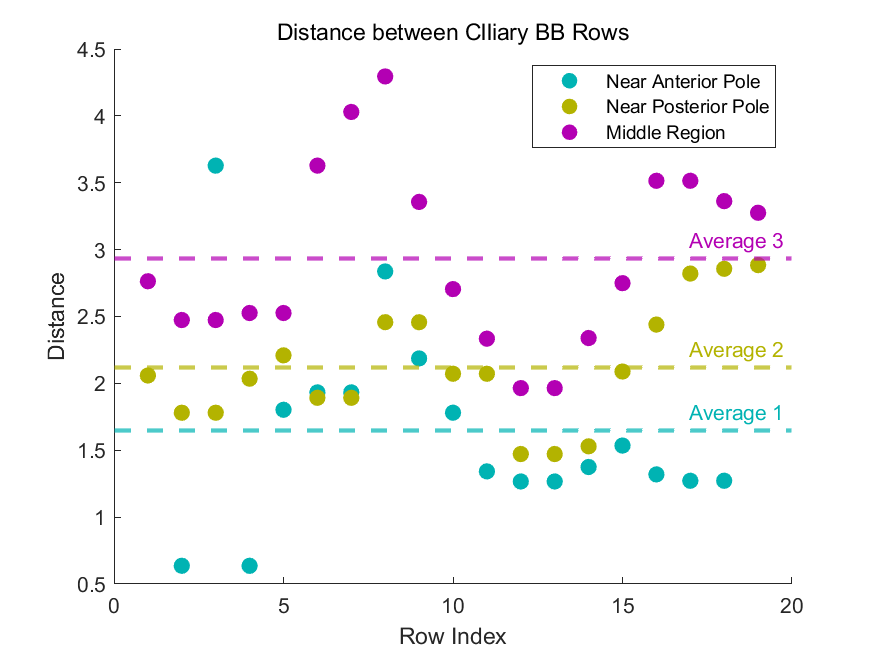 Distance between CIliary BB Rows
4.5
4
3.5
3
2.5
2
1.5
1
0.5
Distance
Near Anterior Pole
Near Posterior Pole
Middle Region
Average 3
Average 2
Average 1
0
5
10
15
20
Row Index